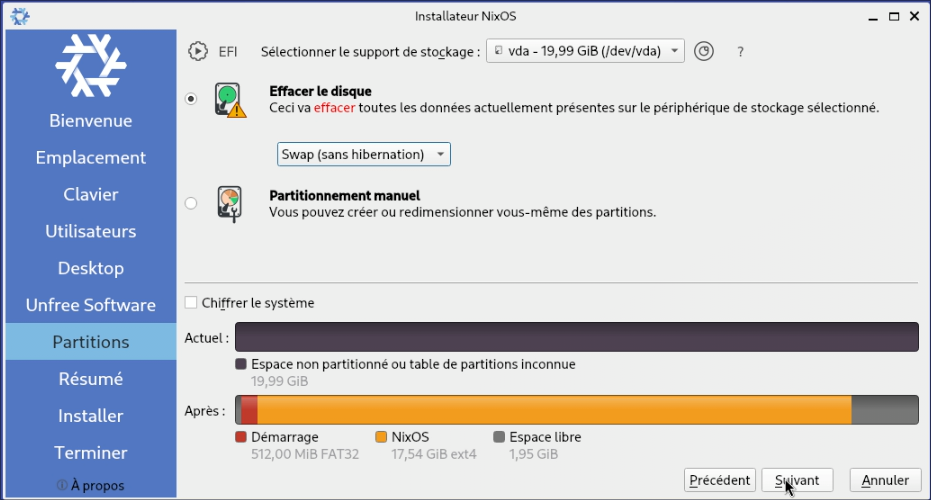 Installateur NixOS
EFI Sélectionner le support de stockage : vda - 19,99 GiB (/dev/vda) ?
Bienvenue
Emplacement
Clavier
Utilisateurs
Desktop
Unfree Software
Partitions
Résumé
Installer
Terminer
À propos
Effacer le disque
Ceci va effacer toutes les données actuellement présentes sur le périphérique de stockage sélectionné.
Swap (sans hibernation)
Partitionnement manuel
Vous pouvez créer ou redimensionner vous-même des partitions.
Chiffrer le système
Actuel :
Espace non partitionné ou table de partitions inconnue
19,99 GiB
Après :
Démarrage NixOS Espace libre
512,00 MiB FAT32 17,54 GiB ext4 1,95 GiB
Précédent Suivant Annuler